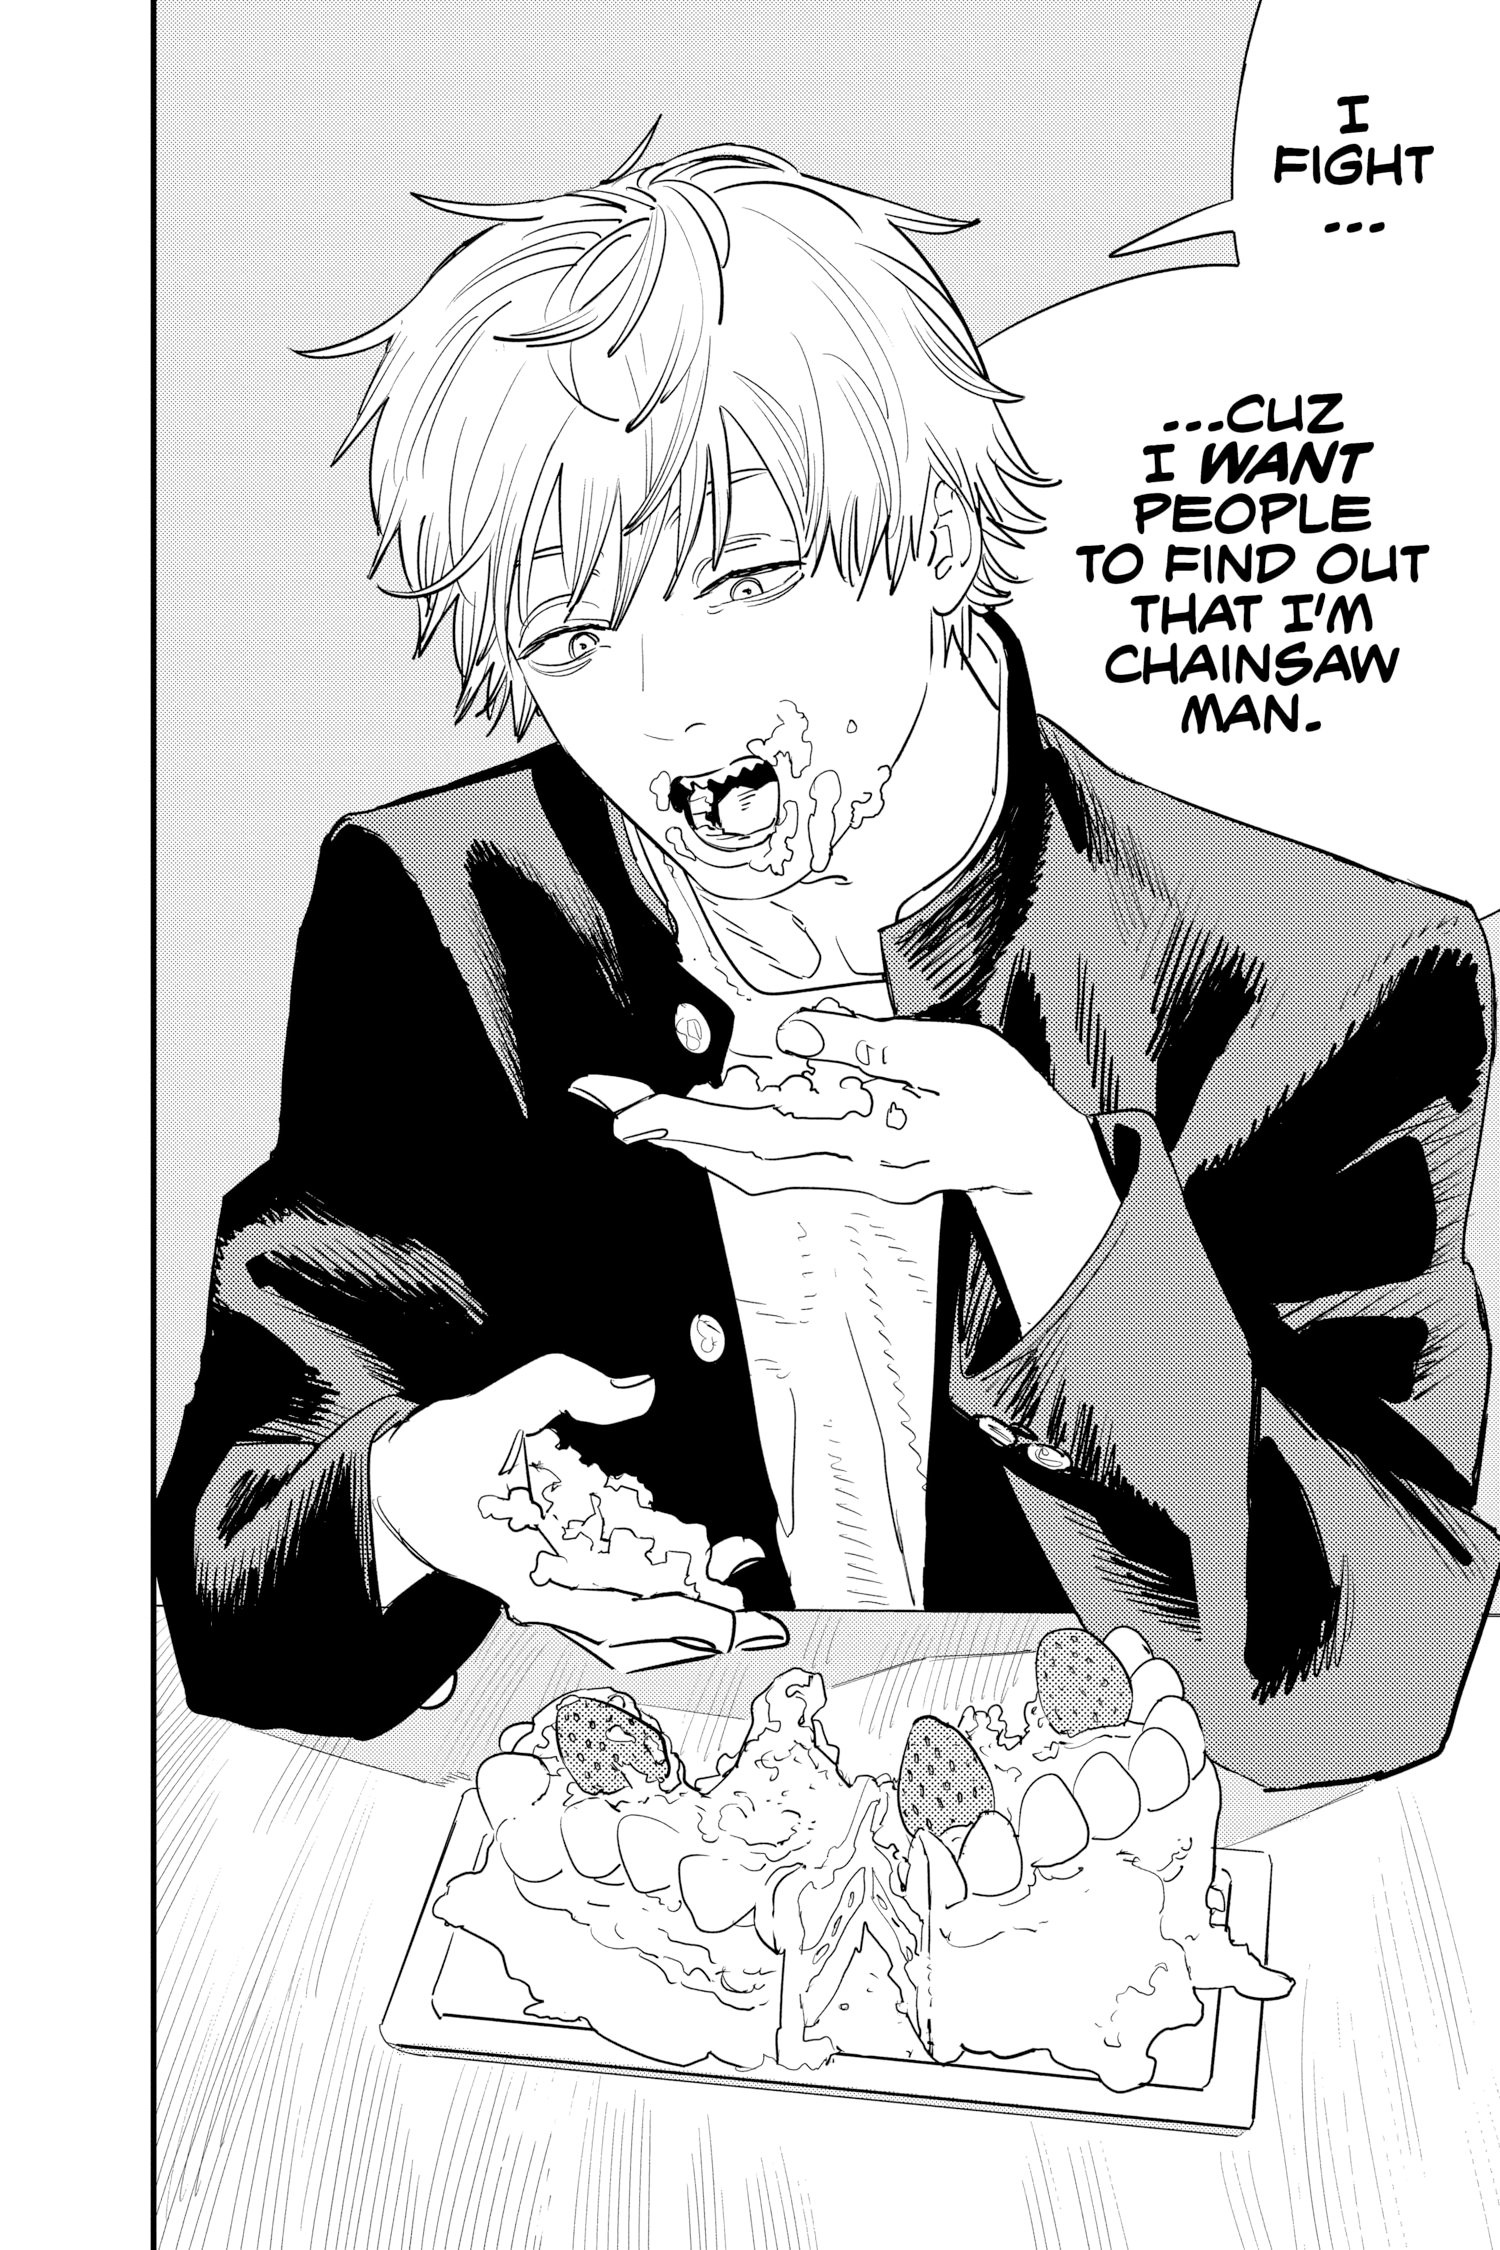 I
FIGHT
...
...CUZ
I WANT
PEOPLE
TO FIND OUT
THAT I'M
CHAINSAW
MAN.